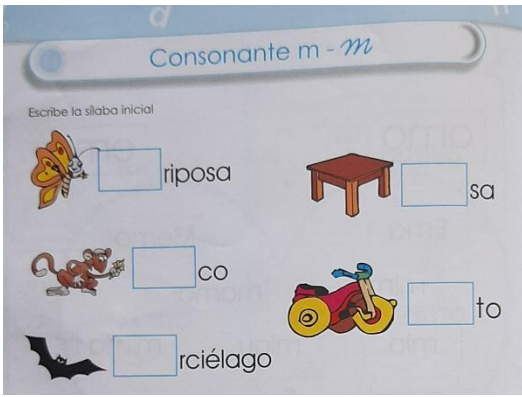 Consonante m - m
Escribe la sílaba inicial
riposa
sa
co
to
rciélago